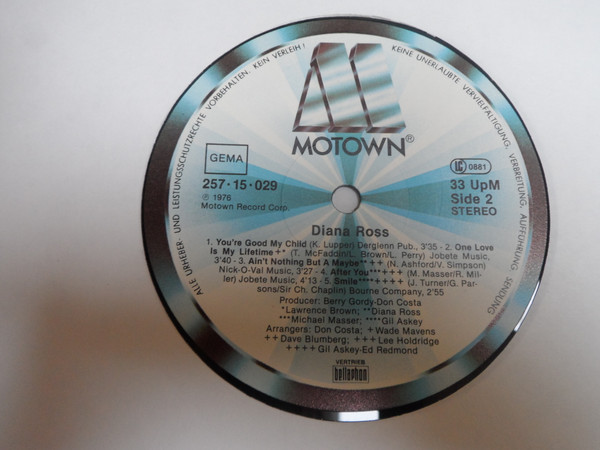 ALLE URHEBER- UND LEISTUNGSSCHUTZRECHTE VORBEHALTEN. KEIN VERLEIH! KEINE UNERLAUBTE VERVIELFÄLTIGUNG, VERBREITUNG, AUFFÜHRUNG, SENDUNG
MOTOWN®
GEMA
LC 0881
257·15·029
33 UpM
Side 2
STEREO
℗ 1976
Motown Record Corp.
Diana Ross
1. You're Good My Child (K. Lupper) Derglenn Pub., 3'35 - 2. One Love
Is My Lifetime+* (T. McFaddin/L. Brown/L. Perry) Jobete Music,
3'40 - 3. Ain't Nothing But A Maybe**++ (N. Ashford/V. Simpson)
Nick-O-Val Music, 3'27 - 4. After You***+++ (M. Masser/R. Mil-
ler) Jobete Music, 4'13 - 5. Smile****++++ (J. Turner/G. Par-
sons/Sir Ch. Chaplin) Bourne Company, 2'55
Producer: Berry Gordy-Don Costa
*Lawrence Brown; **Diana Ross
***Michael Masser; ****Gil Askey
Arrangers: Don Costa; +Wade Mavens
++Dave Blumberg; +++Lee Holdridge
++++Gil Askey-Ed Redmond
VERTRIEB
bellaphon